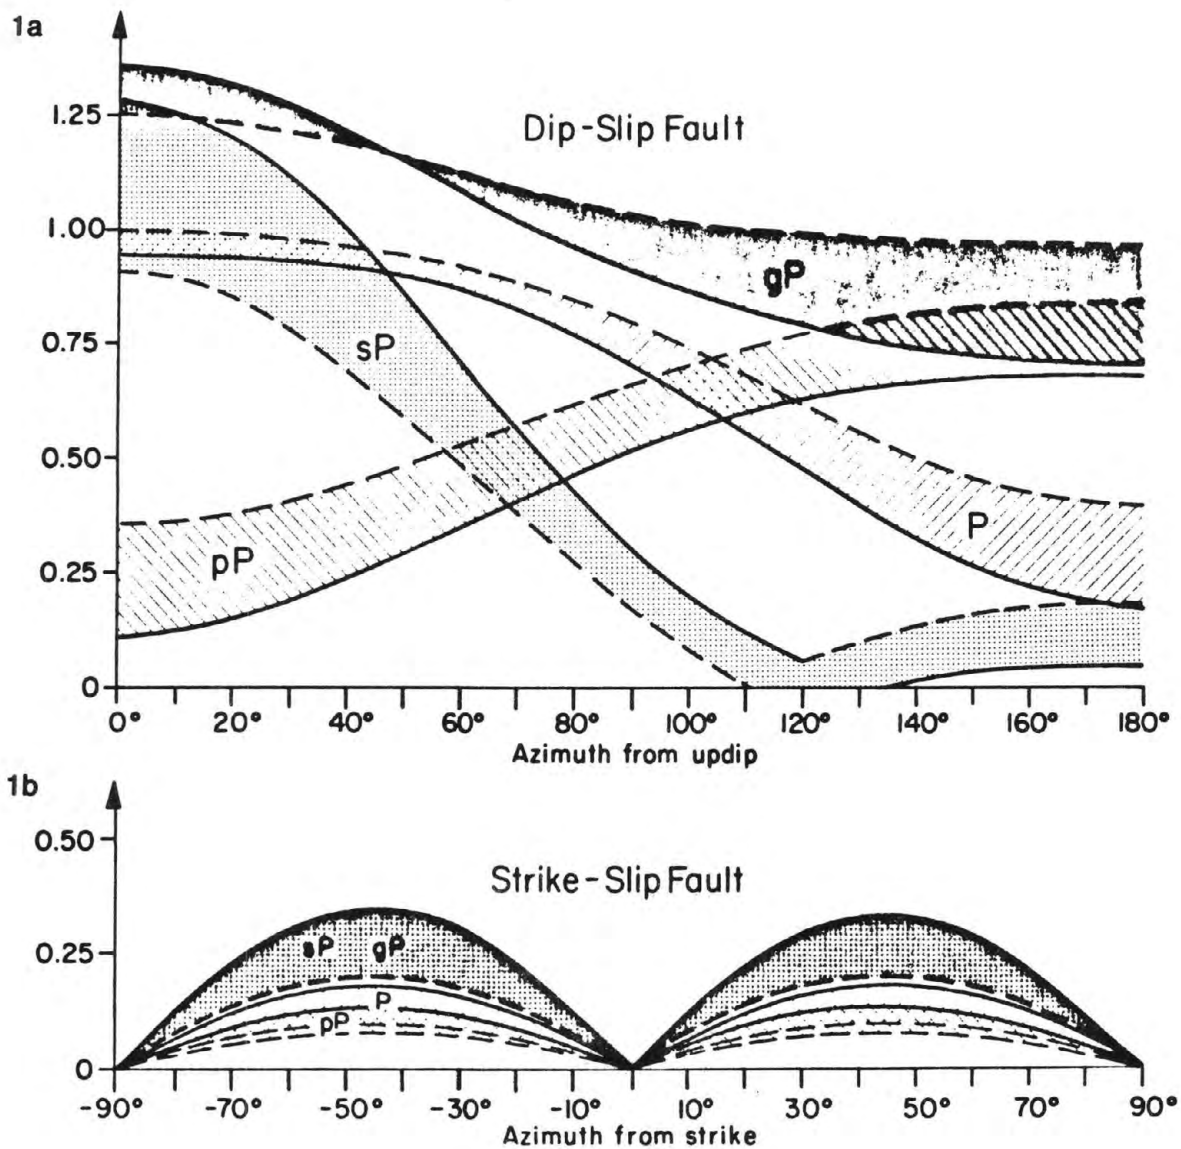 1a
1.25
Dip-Slip Fault
1.00
gP
0.75
sP
0.50
P
pP
0.25
0
0° 20° 40° 60° 80° 100° 120° 140° 160° 180°
Azimuth from updip
1b
0.50
Strike-Slip Fault
0.25
sP gP
P
pP
0
-90° -70° -50° -30° -10° 10° 30° 50° 70° 90°
Azimuth from strike